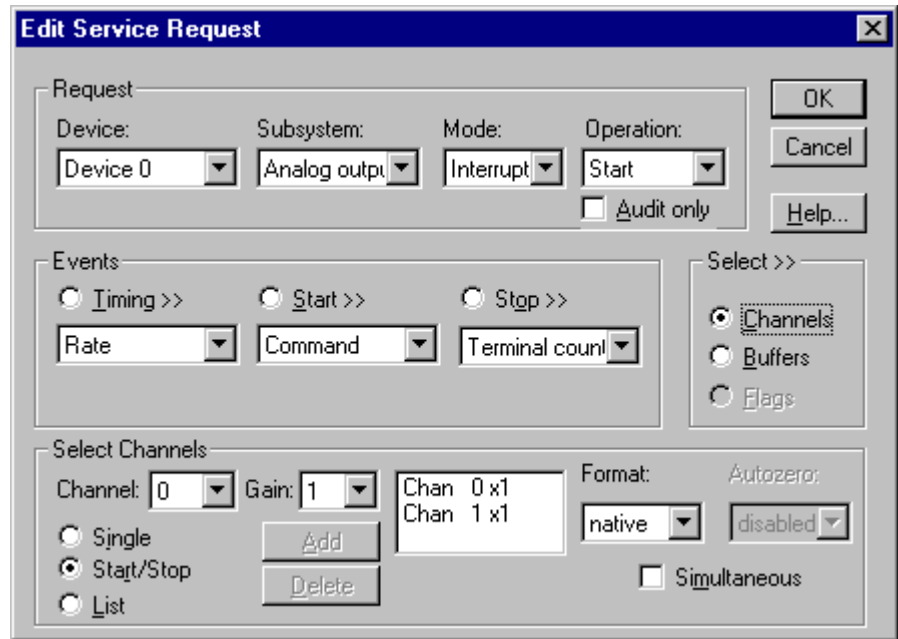 Edit Service Request
Request
OK
Device: Subsystem: Mode: Operation:
Cancel
Device 0 Analog outpu Interrupt Start
Audit only
Help...
Events
Select >>
Timing >> Start >> Stop >>
Channels
Rate Command Terminal count
Buffers
Flags
Select Channels
Channel: 0 Gain: 1
Chan 0 x1
Chan 1 x1
Format: Autozero:
native disabled
Single
Add
Start/Stop
Delete
Simultaneous
List